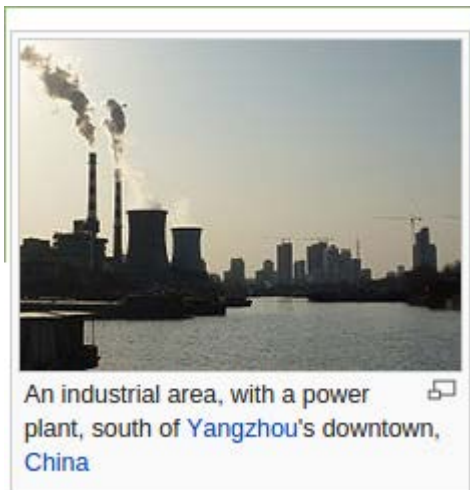 An industrial area, with a power
plant, south of Yangzhou's downtown,
China